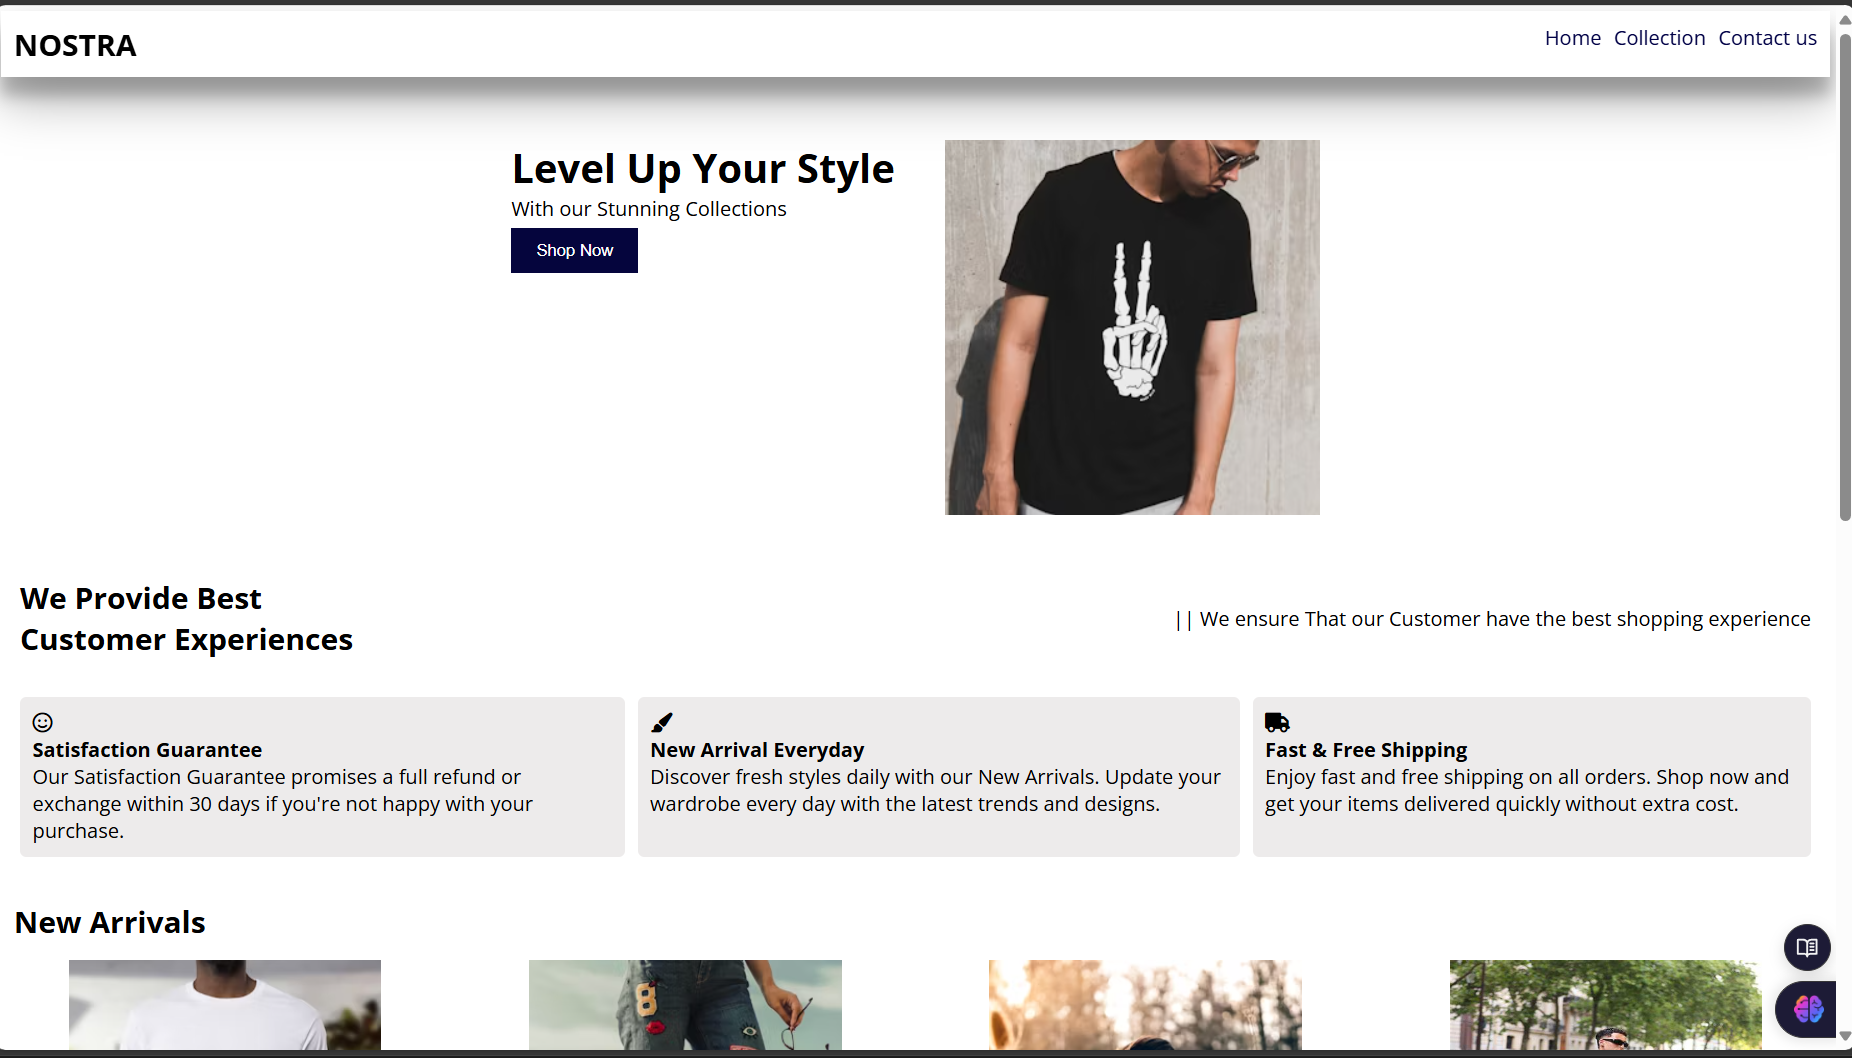 NOSTRA
Home Collection Contact us
Level Up Your Style
With our Stunning Collections
Shop Now
We Provide Best
Customer Experiences
|| We ensure That our Customer have the best shopping experience
Satisfaction Guarantee
Our Satisfaction Guarantee promises a full refund or
exchange within 30 days if you're not happy with your
purchase.
New Arrival Everyday
Discover fresh styles daily with our New Arrivals. Update your
wardrobe every day with the latest trends and designs.
Fast & Free Shipping
Enjoy fast and free shipping on all orders. Shop now and
get your items delivered quickly without extra cost.
New Arrivals
8